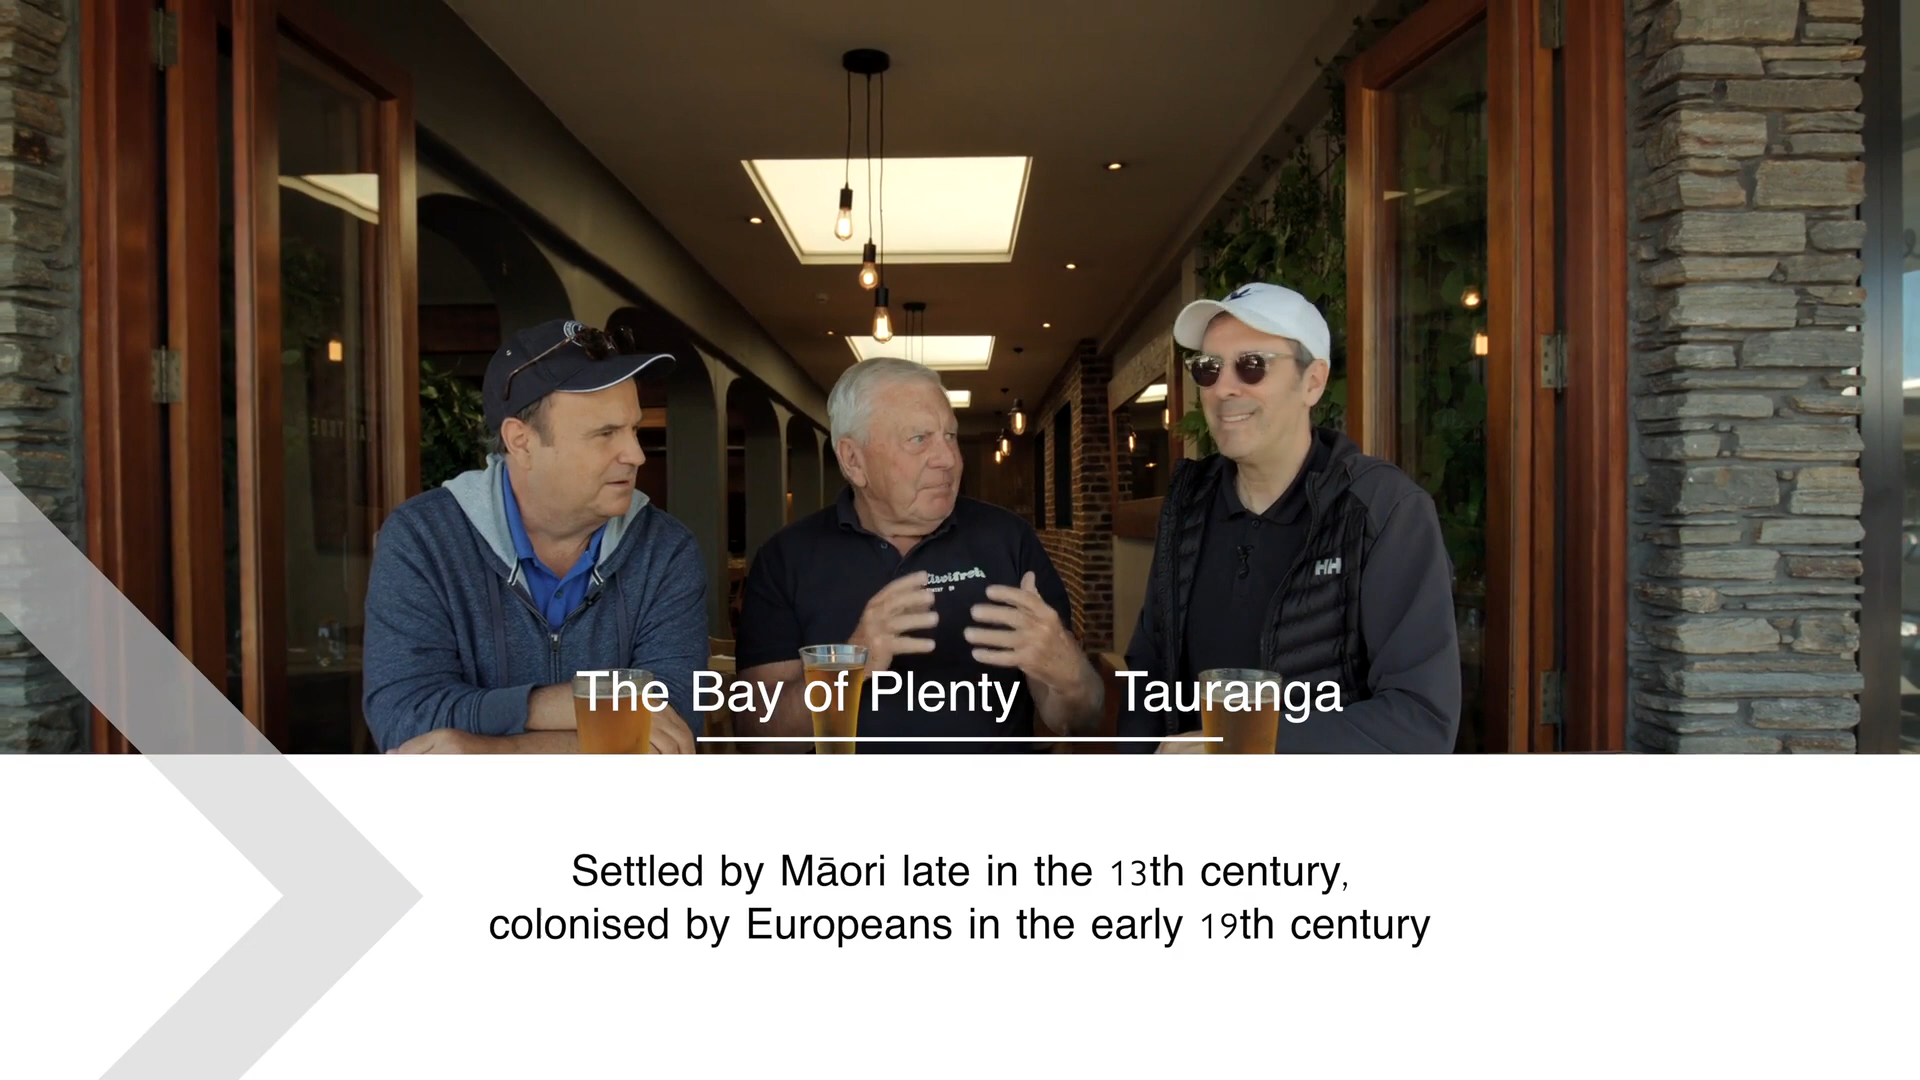 HH
The Bay of Plenty Tauranga
Settled by Māori late in the 13th century,
colonised by Europeans in the early 19th century